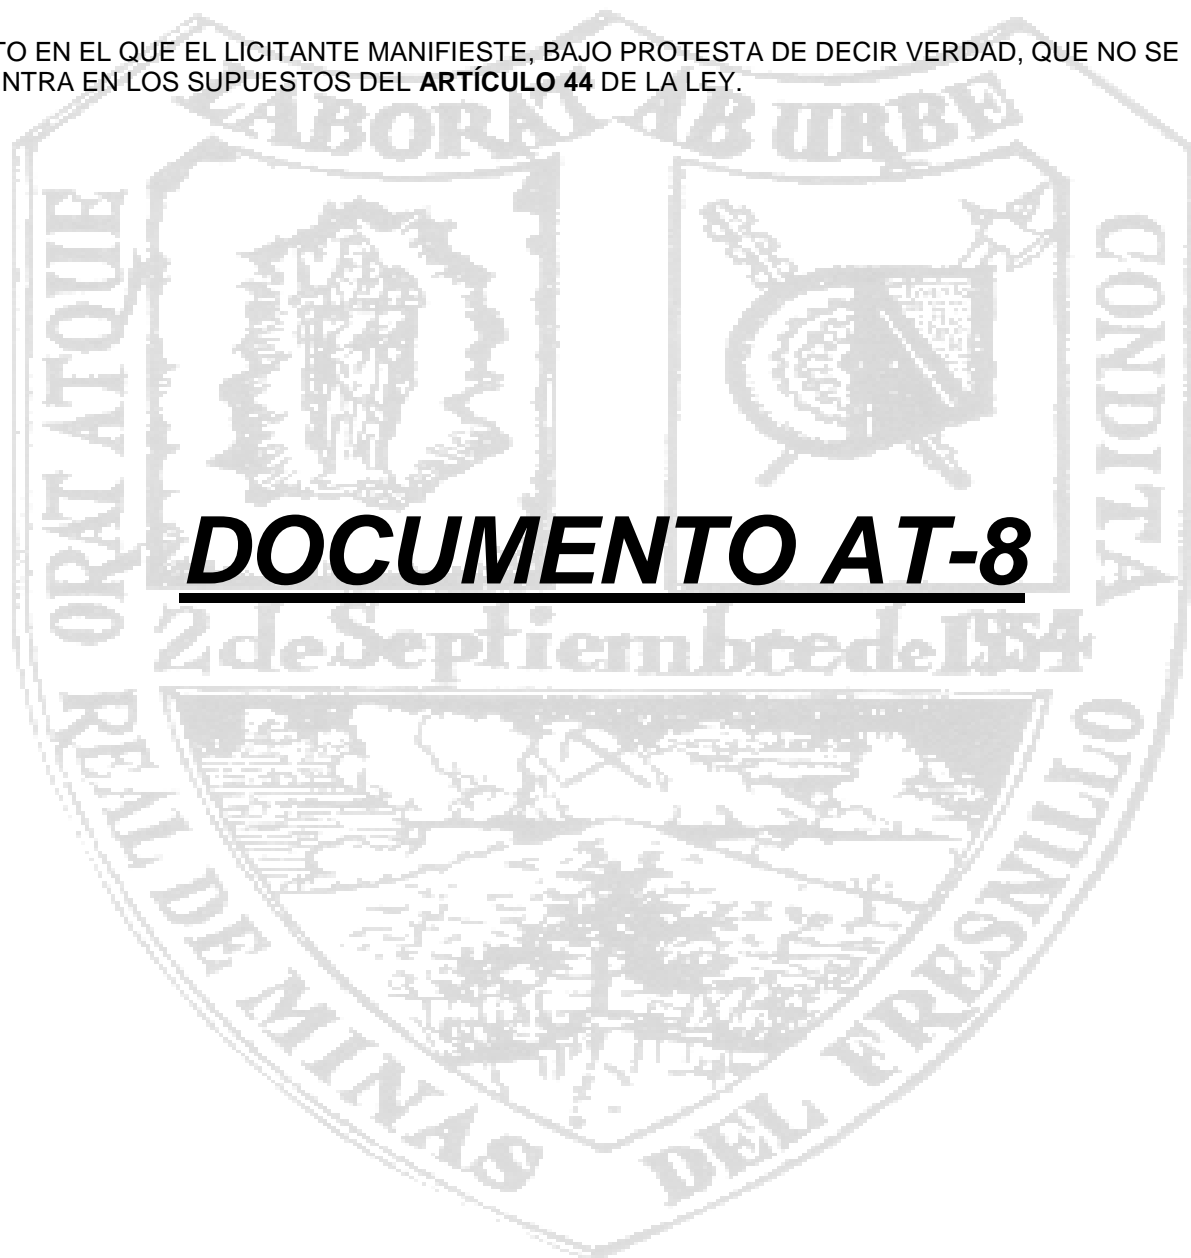 TO EN EL QUE EL LICITANTE MANIFIESTE, BAJO PROTESTA DE DECIR VERDAD, QUE NO SE
NTRA EN LOS SUPUESTOS DEL ARTÍCULO 44 DE LA LEY.
LABORAT AB URBE
CONDITA
ORAT ATQUE
DOCUMENTO AT-8
2 de Septiembre de 1554
REAL DE MINAS
DEL FRESNILLO